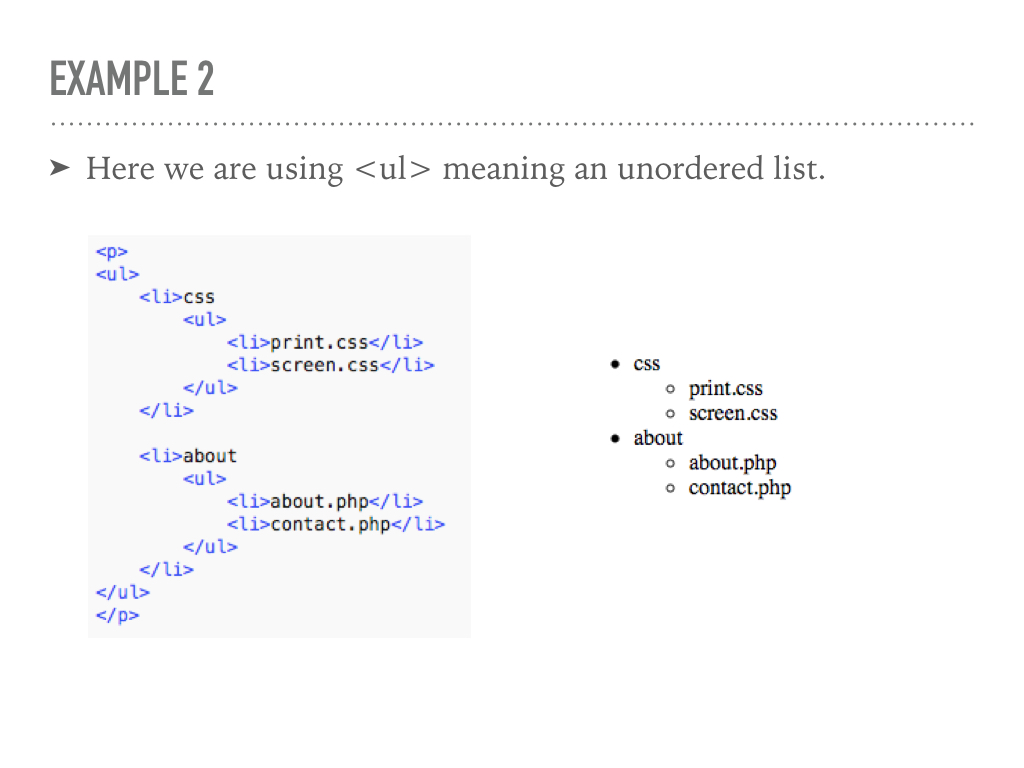 EXAMPLE 2
➤ Here we are using <ul> meaning an unordered list.
<p>
<ul>
    <li>css
        <ul>
            <li>print.css</li>
            <li>screen.css</li>
        </ul>
    </li>

    <li>about
        <ul>
            <li>about.php</li>
            <li>contact.php</li>
        </ul>
    </li>
</ul>
</p>
• css
    ◦ print.css
    ◦ screen.css
• about
    ◦ about.php
    ◦ contact.php